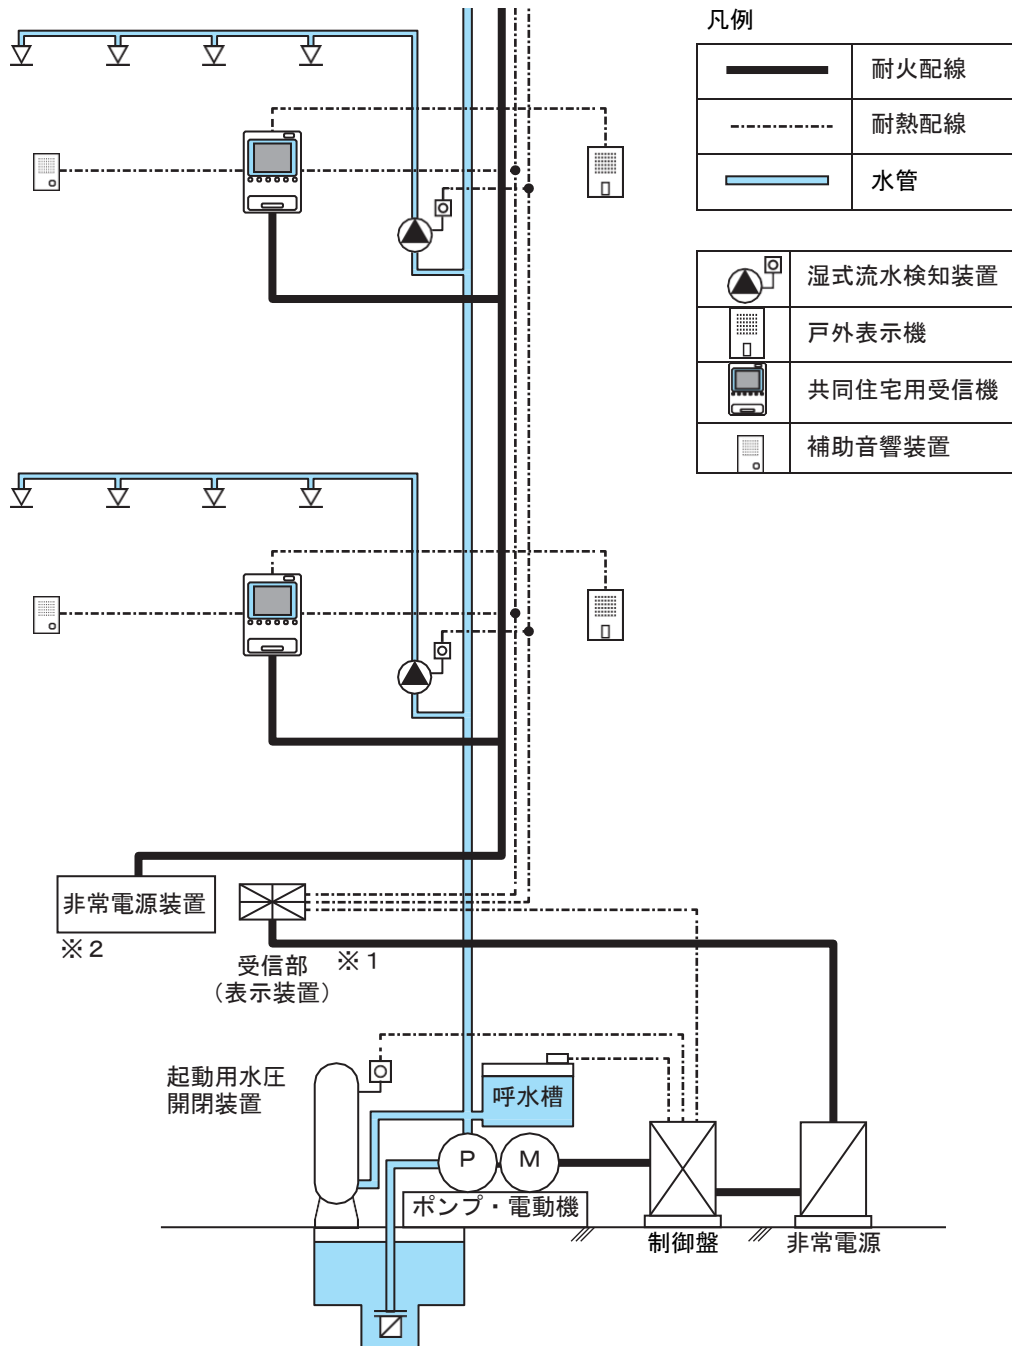 凡例
耐火配線
耐熱配線
水管
湿式流水検知装置
戸外表示機
共同住宅用受信機
補助音響装置
非常電源装置
※2
受信部
（表示装置）
※1
起動用水圧
開閉装置
呼水槽
P
M
ポンプ・電動機
制御盤
非常電源